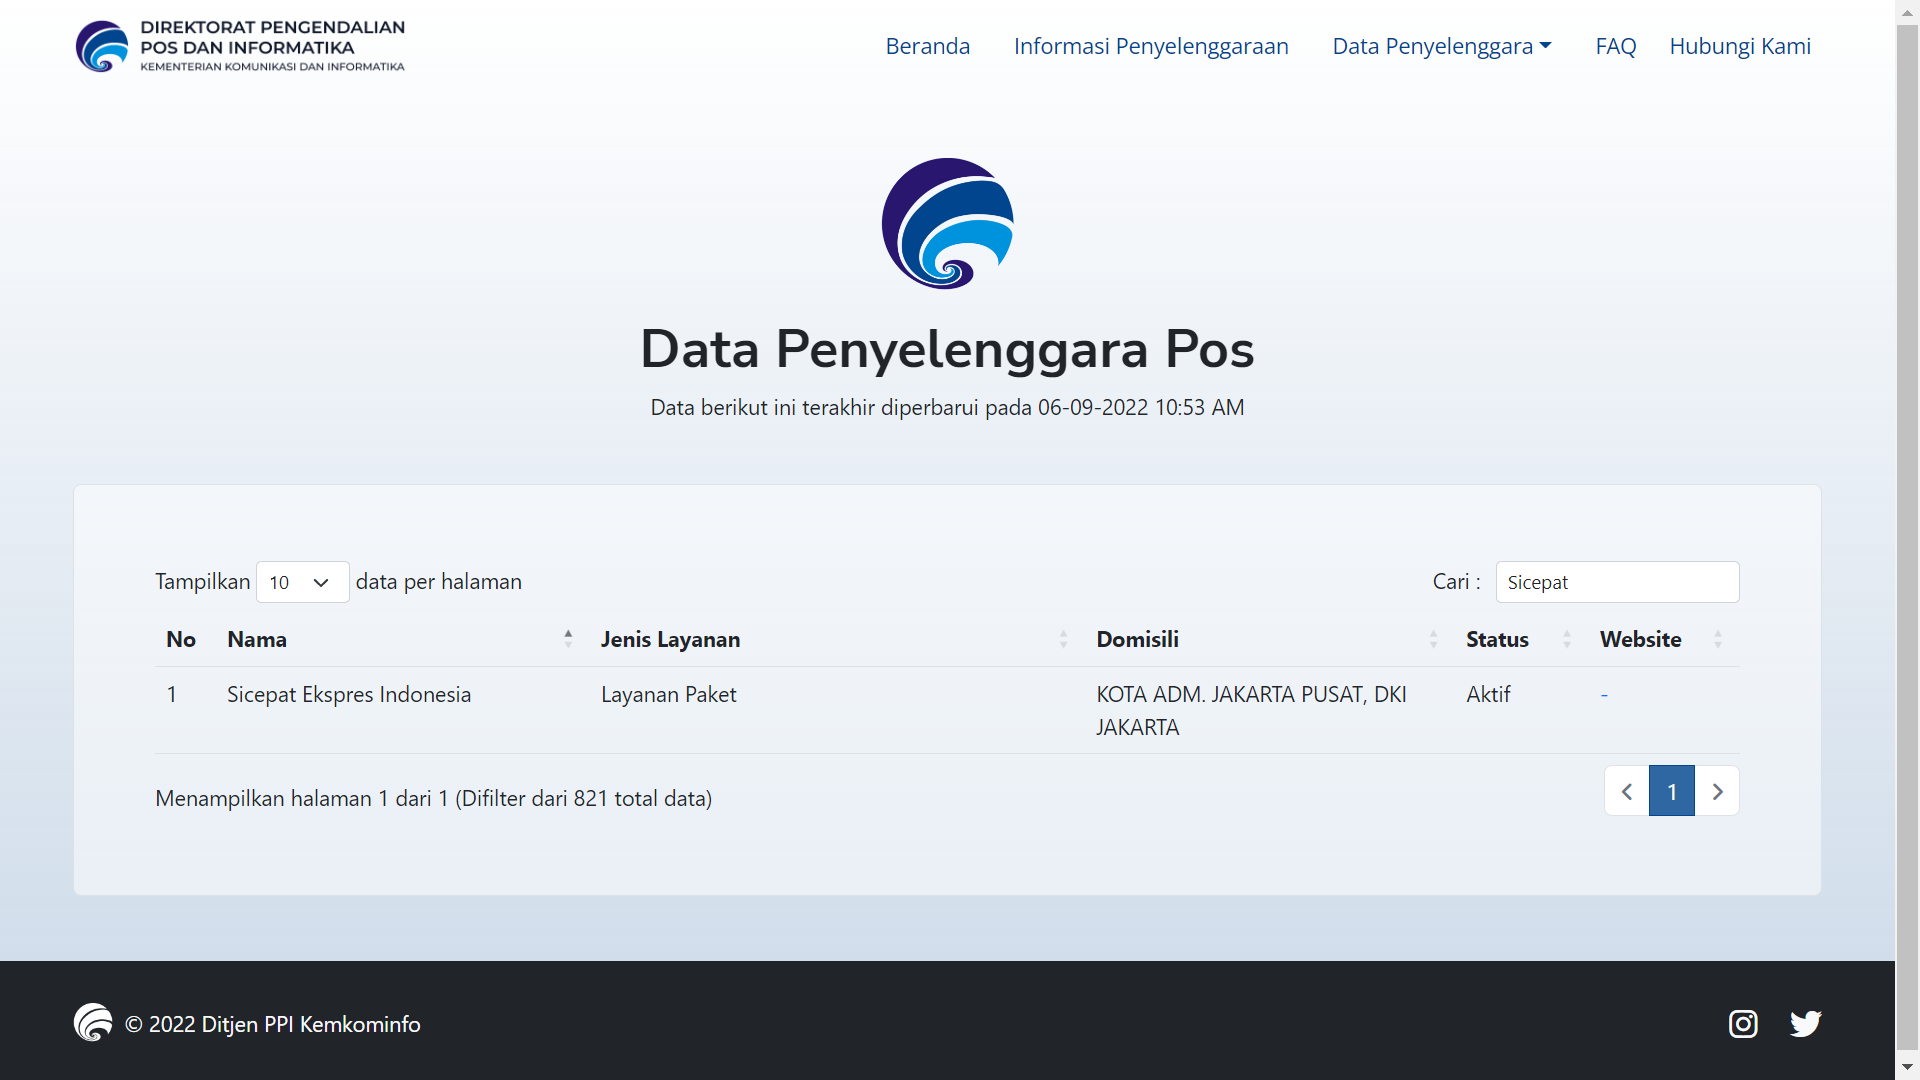 DIREKTORAT PENGENDALIAN
POS DAN INFORMATIKA
KEMENTERIAN KOMUNIKASI DAN INFORMATIKA
Beranda Informasi Penyelenggaraan Data Penyelenggara FAQ Hubungi Kami
Data Penyelenggara Pos
Data berikut ini terakhir diperbarui pada 06-09-2022 10:53 AM
Tampilkan 10 data per halaman Cari : Sicepat
No Nama Jenis Layanan Domisili Status Website
1 Sicepat Ekspres Indonesia Layanan Paket KOTA ADM. JAKARTA PUSAT, DKI Aktif -
JAKARTA
Menampilkan halaman 1 dari 1 (Difilter dari 821 total data) 1
© 2022 Ditjen PPI Kemkominfo